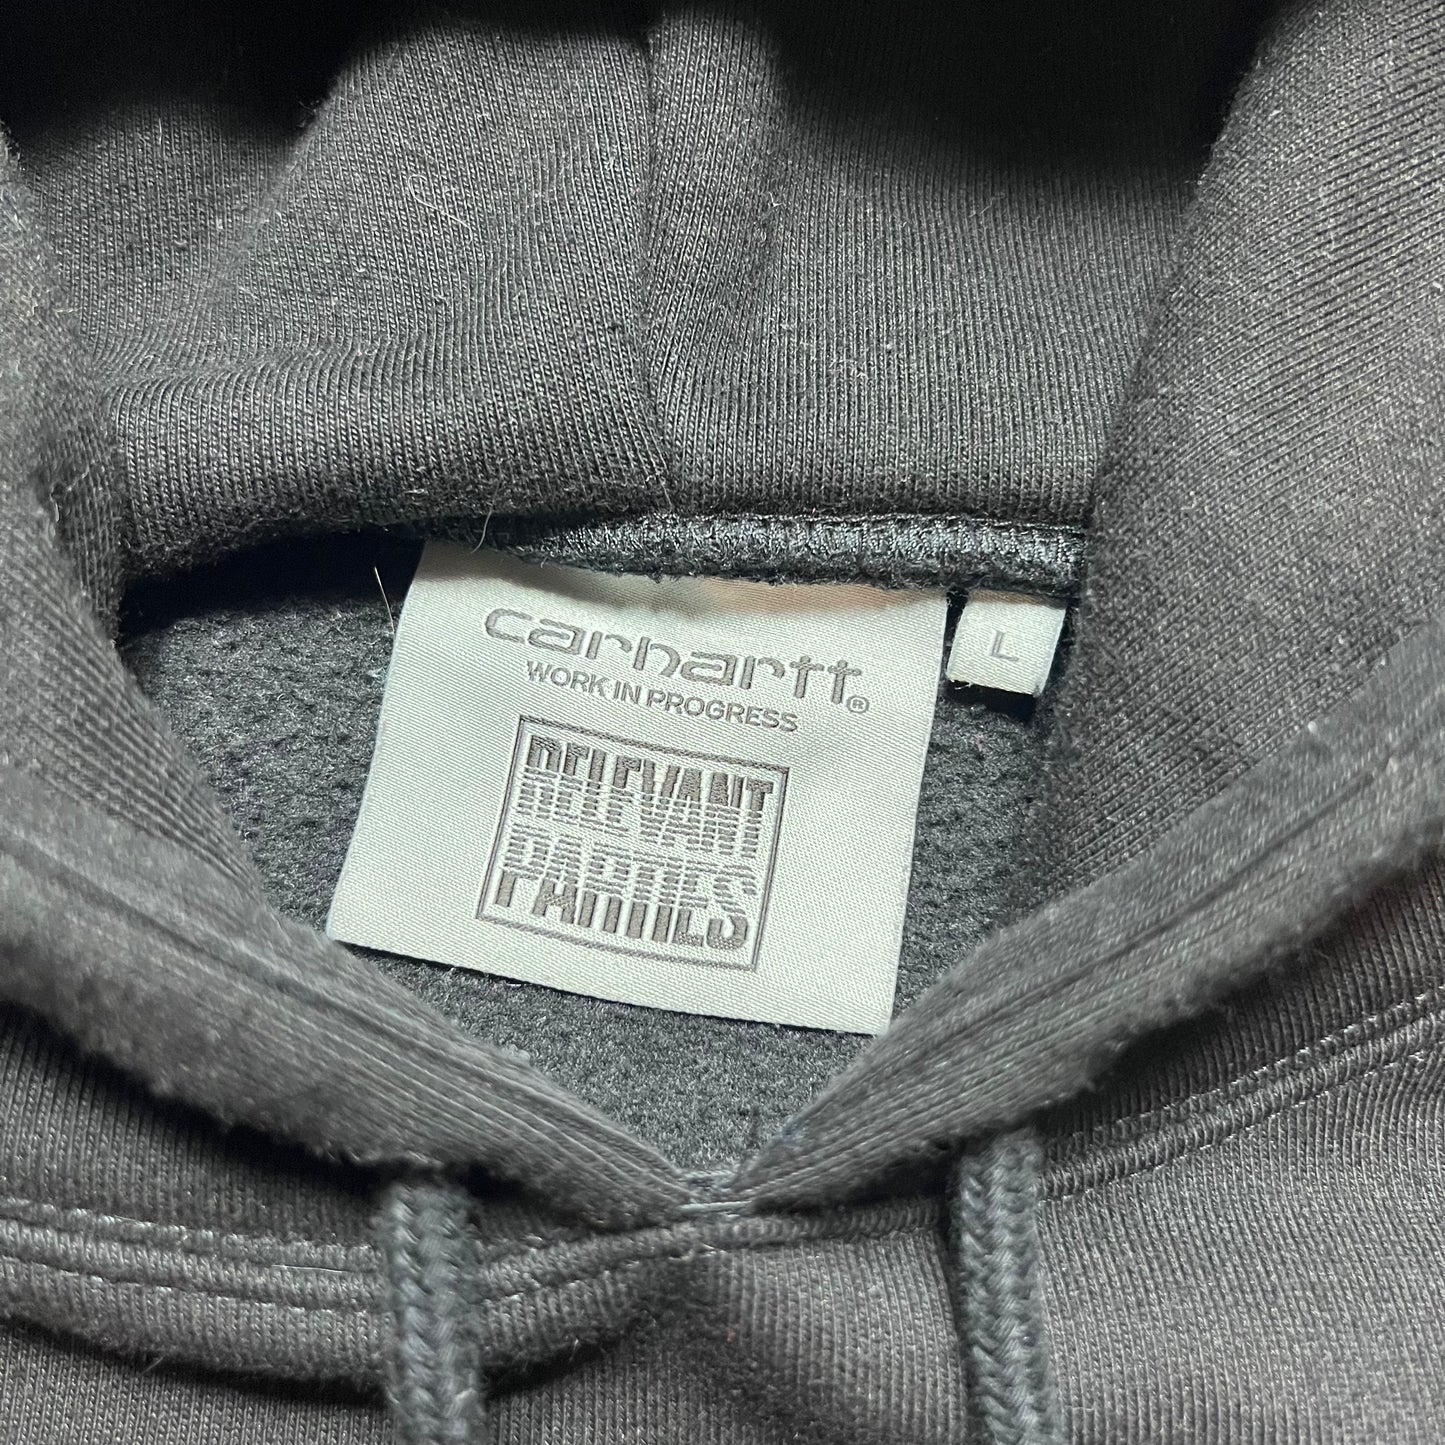 carhartt®
WORK IN PROGRESS
RELEVANT
PARTIES
L